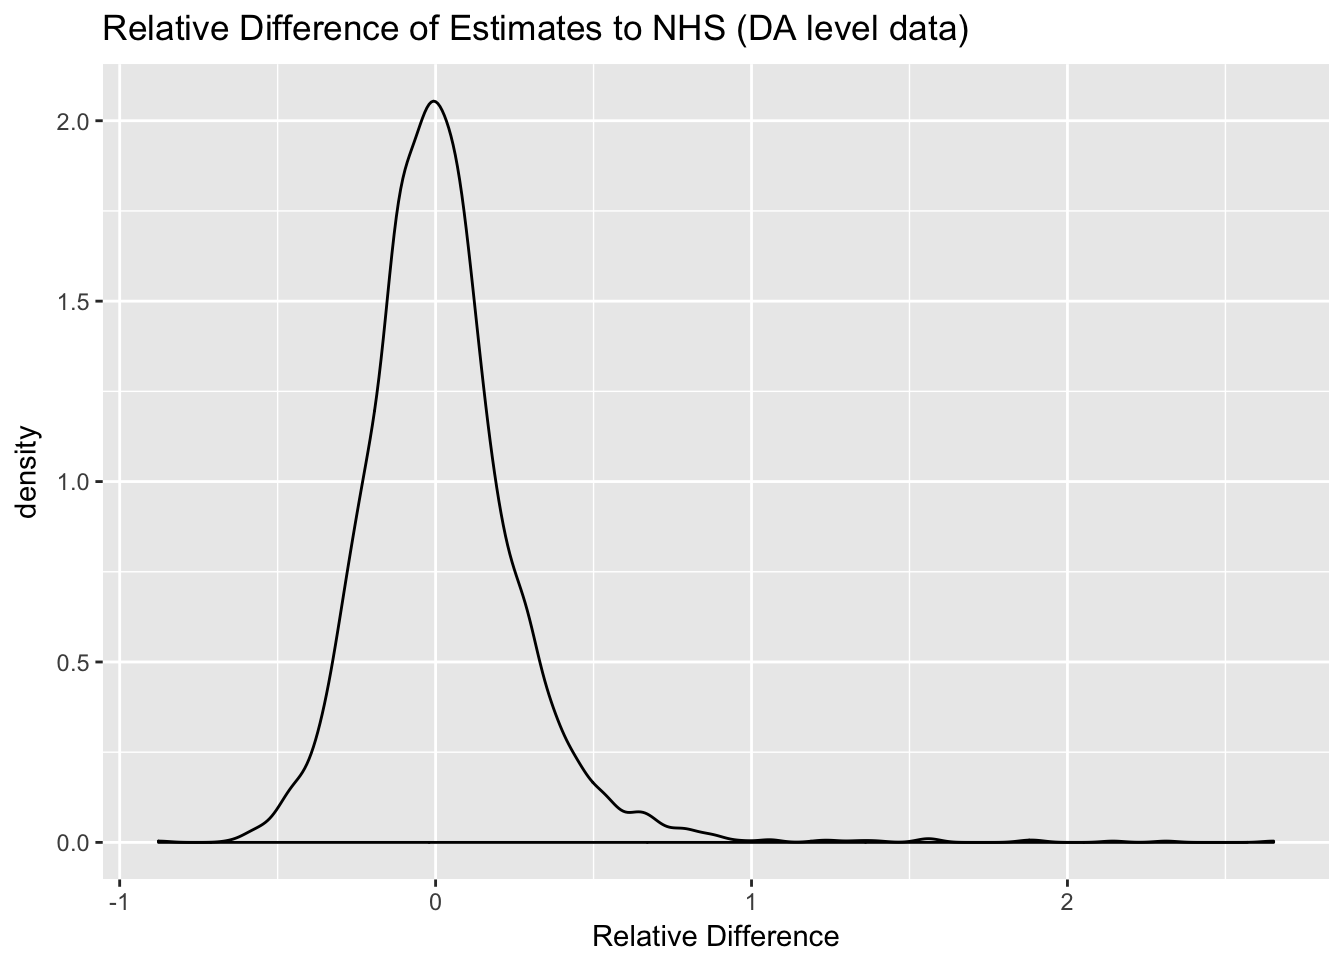 Relative Difference of Estimates to NHS (DA level data)
2.0
1.5
1.0
0.5
0.0
density
-1 0 1 2
Relative Difference